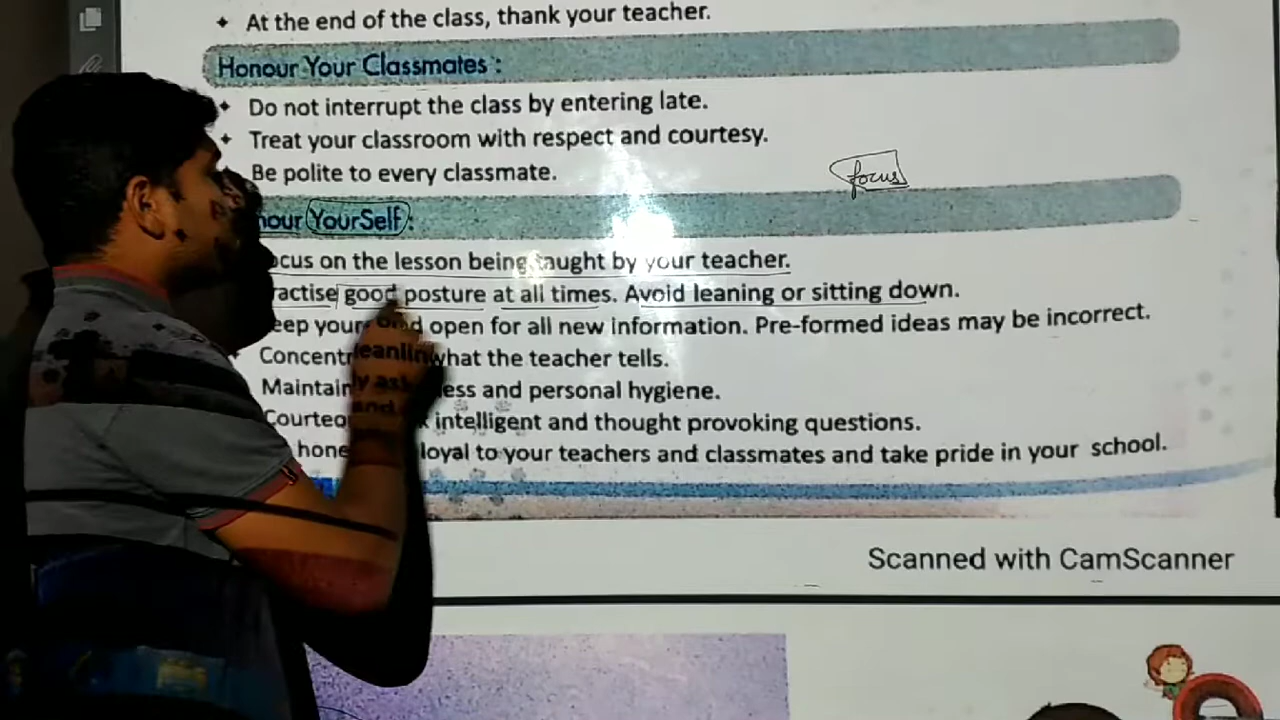 At the end of the class, thank your teacher.
Honour Your Classmates :
Do not interrupt the class by entering late.
Treat your classroom with respect and courtesy.
Be polite to every classmate.
focus
YourSelf:
on the lesson being taught by your teacher.
good posture at all times. Avoid leaning or sitting down.
open for all new information. Pre-formed ideas may be incorrect.
what the teacher tells.
Maintain and personal hygiene.
intelligent and thought provoking questions.
loyal to your teachers and classmates and take pride in your school.
Scanned with CamScanner